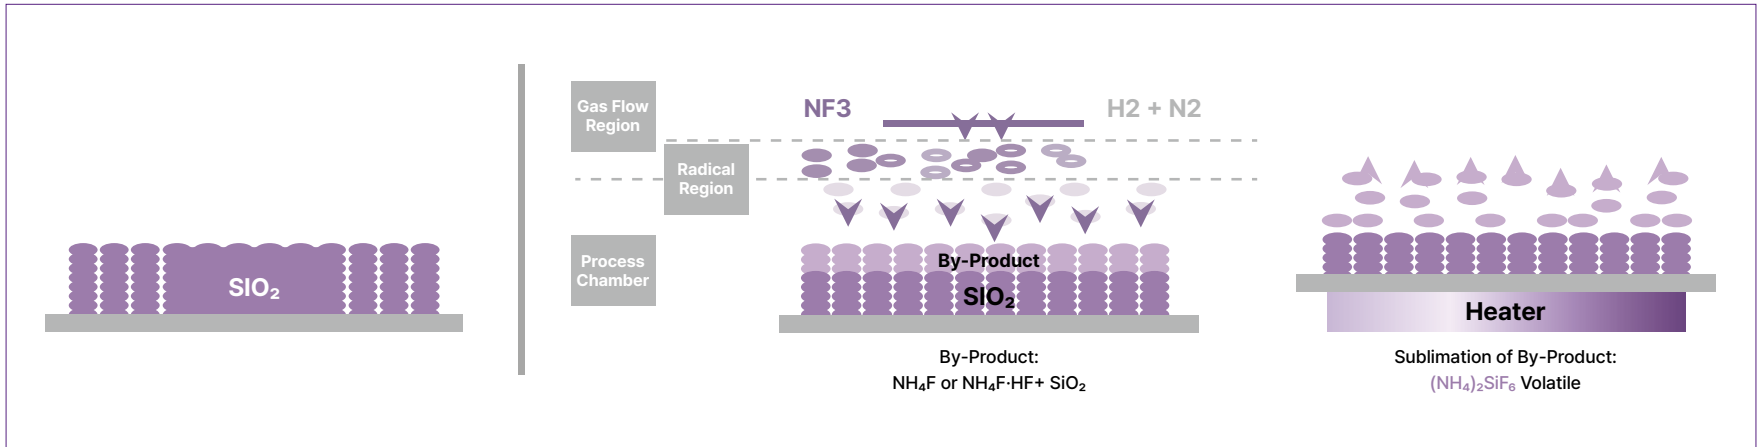 SIO₂
Gas Flow
Region
Radical
Region
Process
Chamber
NF3
H2 + N2
By-Product
SIO₂
By-Product:
NH₄F or NH₄F·HF+ SiO₂
Heater
Sublimation of By-Product:
(NH₄)₂SiF₆ Volatile